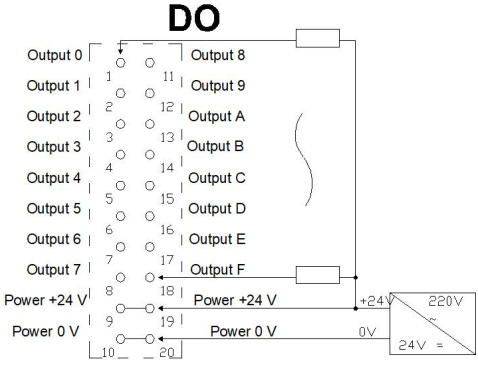 DO
Output 0 Output 8
1 11
Output 1 Output 9
2 12
Output 2 Output A
3 13
Output 3 Output B
4 14
Output 4 Output C
5 15
Output 5 Output D
6 16
Output 6 Output E
7 17
Output 7 Output F
8 18
Power +24 V Power +24 V +24V 220V
9 19
~
Power 0 V Power 0 V 0V
10 20 24V =